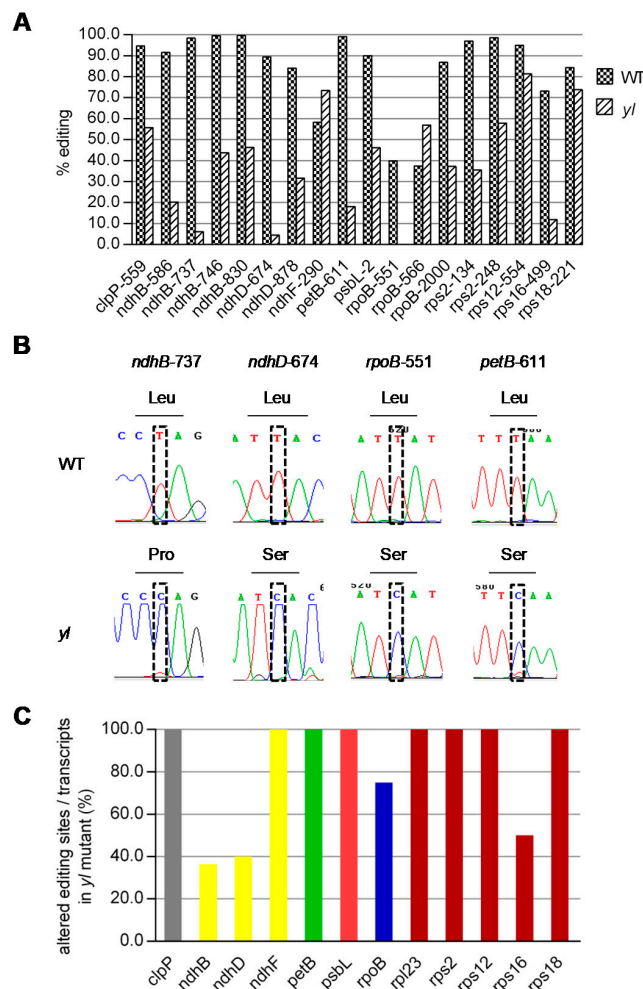 A
% editing
100.0
90.0
80.0
70.0
60.0
50.0
40.0
30.0
20.0
10.0
0.0
WT
yl
clpP-559
ndhB-586
ndhB-737
ndhB-746
ndhB-830
ndhD-674
ndhD-878
ndhF-290
petB-611
psbL-2
rpoB-551
rpoB-566
rpoB-2000
rps2-134
rps2-248
rps12-554
rps16-499
rps18-221
B
ndhB-737 ndhD-674 rpoB-551 petB-611
Leu Leu Leu Leu
WT
C C T A G
A T T A C
A T T A T
T T T A A
Pro Ser Ser Ser
yl
520
580
C C C A G
A T C A C
A T C A T
T T C A A
C
altered editing sites / transcripts
in yl mutant (%)
100.0
80.0
60.0
40.0
20.0
0.0
clpP
ndhB
ndhD
ndhF
petB
psbL
rpoB
rpl23
rps2
rps12
rps16
rps18